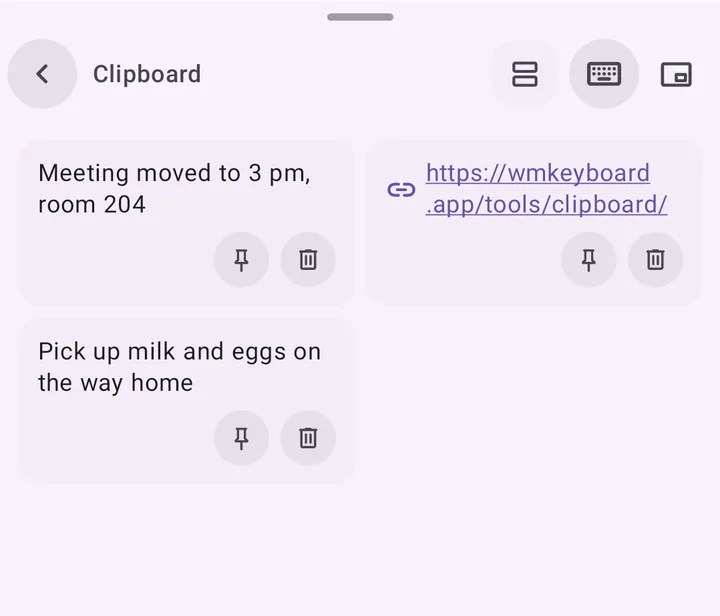 Clipboard
Meeting moved to 3 pm,
room 204
https://wmkeyboard
.app/tools/clipboard/
Pick up milk and eggs on
the way home